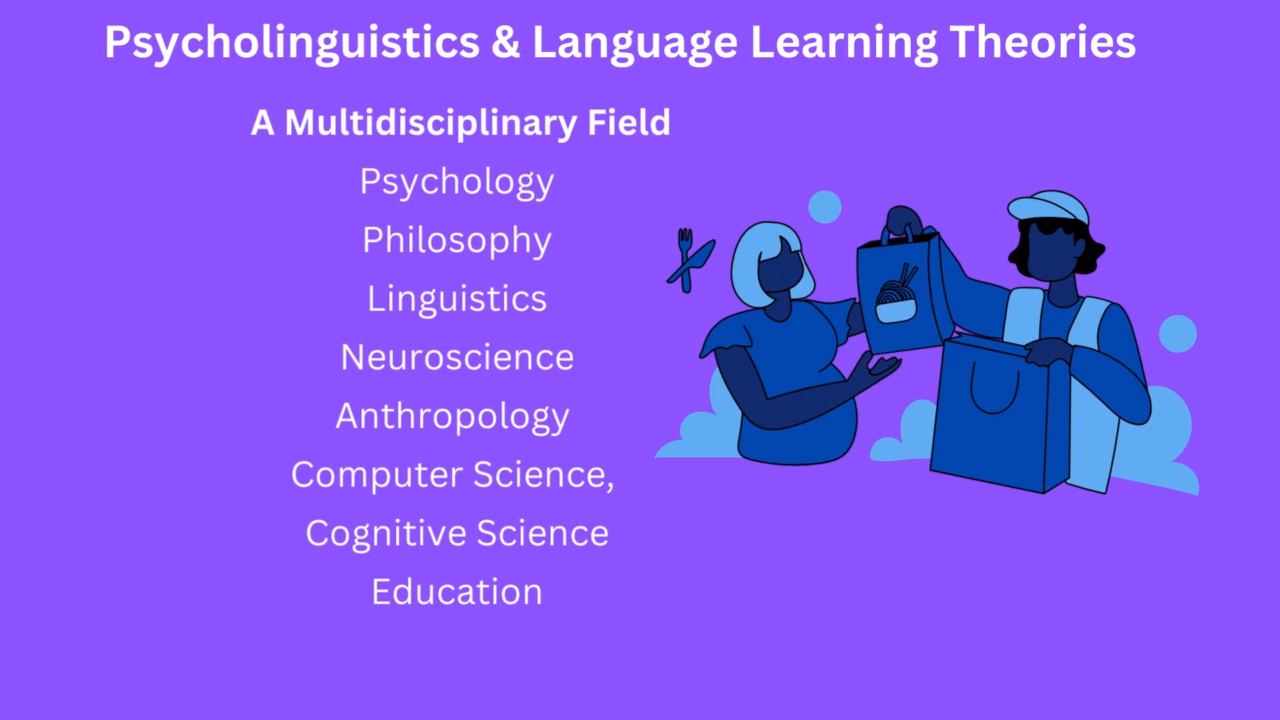 Psycholinguistics & Language Learning Theories
A Multidisciplinary Field
Psychology
Philosophy
Linguistics
Neuroscience
Anthropology
Computer Science,
Cognitive Science
Education